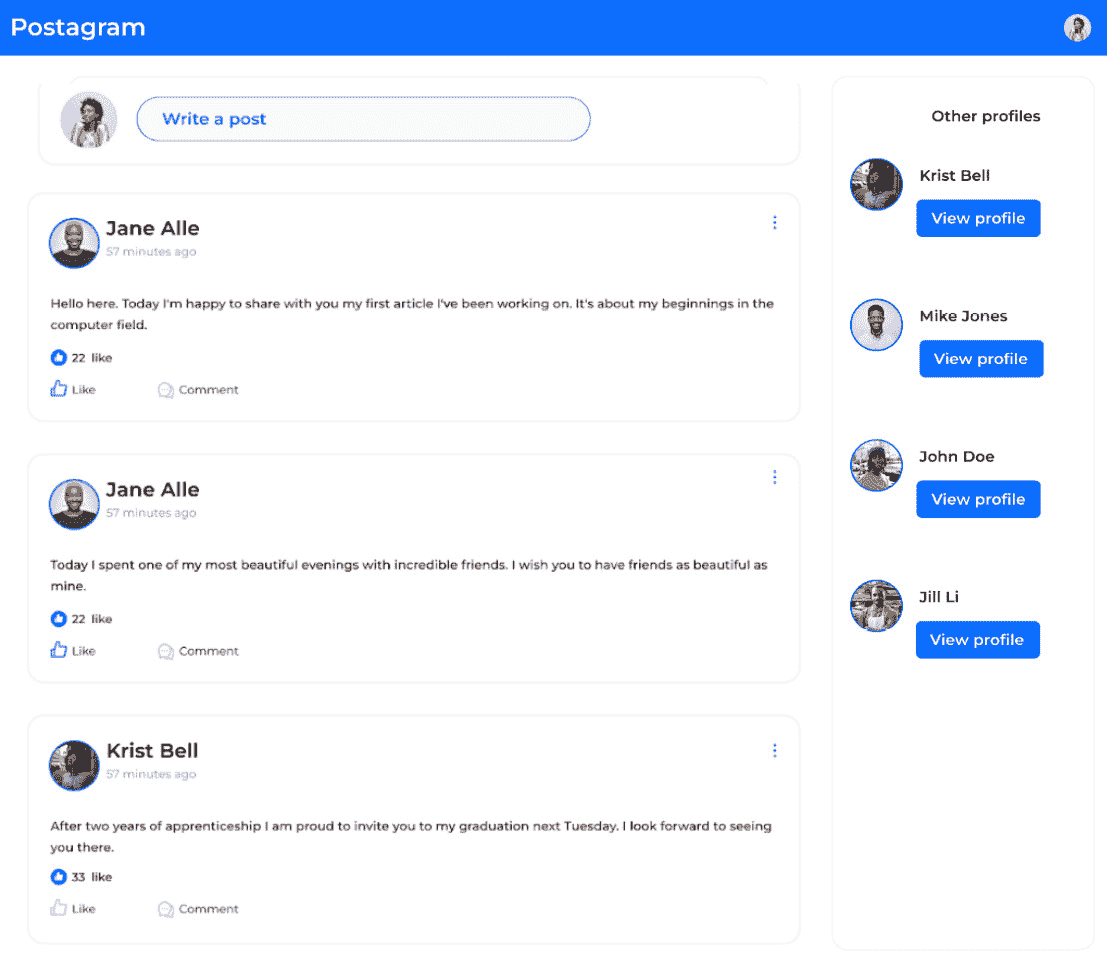 Postagram
Write a post
Jane Alle
57 minutes ago
Hello here. Today I'm happy to share with you my first article I've been working on. It's about my beginnings in the
computer field.
22 like
Like Comment
Jane Alle
57 minutes ago
Today I spent one of my most beautiful evenings with incredible friends. I wish you to have friends as beautiful as
mine.
22 like
Like Comment
Krist Bell
57 minutes ago
After two years of apprenticeship I am proud to invite you to my graduation next Tuesday. I look forward to seeing
you there.
33 like
Like Comment
Other profiles
Krist Bell
View profile
Mike Jones
View profile
John Doe
View profile
Jill Li
View profile